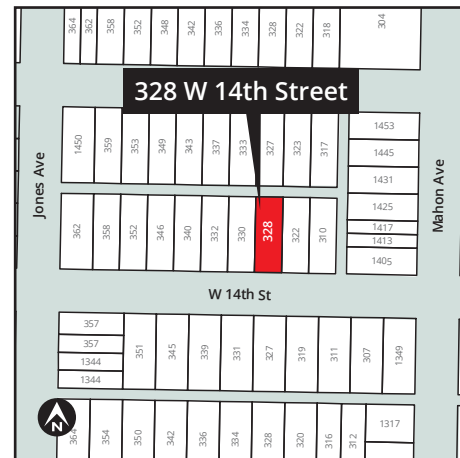 364 362 358 352 348 342 336 334 328 322 318 304
328 W 14th Street
1450 359 353 349 343 337 333 327 323 317
1453
1445
1431
1425
1417
1413
1405
Jones Ave
Mahon Ave
362 358 352 346 340 332 330 328 322 310
W 14th St
357
357
1344
1344
351 345 339 331 327 319 311 307 1349
N
364 354 350 342 336 334 328 320 316 312
1317